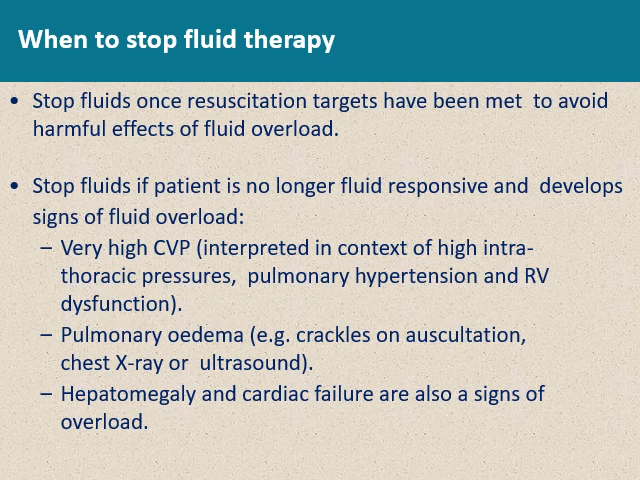 When to stop fluid therapy
• Stop fluids once resuscitation targets have been met  to avoid
harmful effects of fluid overload.
• Stop fluids if patient is no longer fluid responsive and  develops
signs of fluid overload:
– Very high CVP (interpreted in context of high intra-
thoracic pressures,  pulmonary hypertension and RV
dysfunction).
– Pulmonary oedema (e.g. crackles on auscultation,
chest X-ray or  ultrasound).
– Hepatomegaly and cardiac failure are also a signs of
overload.